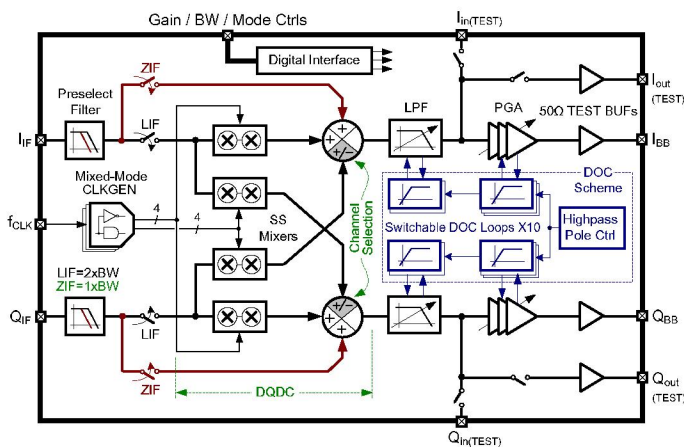 Gain / BW / Mode Ctrls
Iin(TEST)
Digital Interface
ZIF
Preselect
Filter
LIF
LPF
PGA
50Ω TEST BUFs
Iout
(TEST)
IIF
+
+
+/−
IBB
Mixed-Mode
CLKGEN
4
4
fCLK
SS
Mixers
Channel
Selection
DOC
Scheme
Switchable DOC Loops X10
Highpass
Pole Ctrl
LIF=2xBW
ZIF=1xBW
QIF
LIF
+/−
+
+
QBB
ZIF
DQDC
Qout
(TEST)
Qin(TEST)